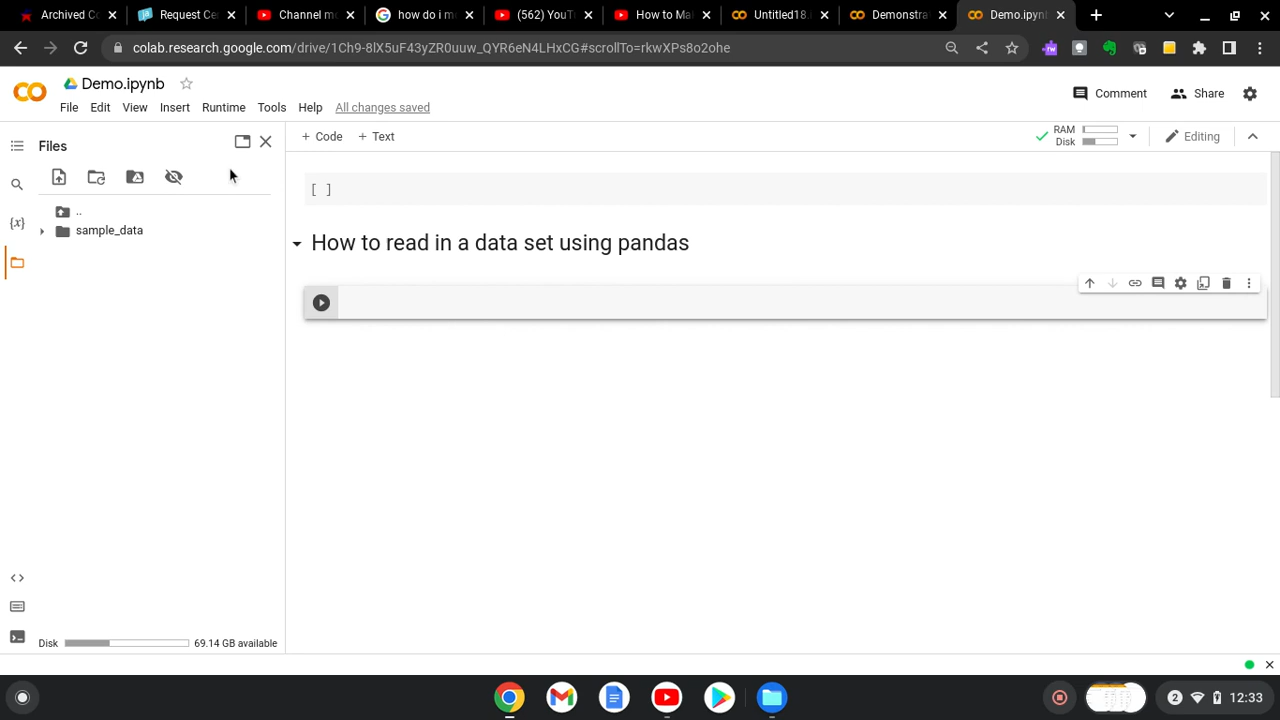 Archived Co
Request Ce
Channel mo
how do i m
(562) YouT
How to Ma
Untitled18.
Demonstra
Demo.ipyn
colab.research.google.com/drive/1Ch9-8lX5uF43yZR0uuw_QYR6eN4LHxCG#scrollTo=rkwXPs8o2ohe
Demo.ipynb
File Edit View Insert Runtime Tools Help All changes saved
Comment Share
Files
+ Code + Text
RAM
Disk
Editing
..
sample_data
[ ]
How to read in a data set using pandas
{x}
Disk 69.14 GB available
2 12:33